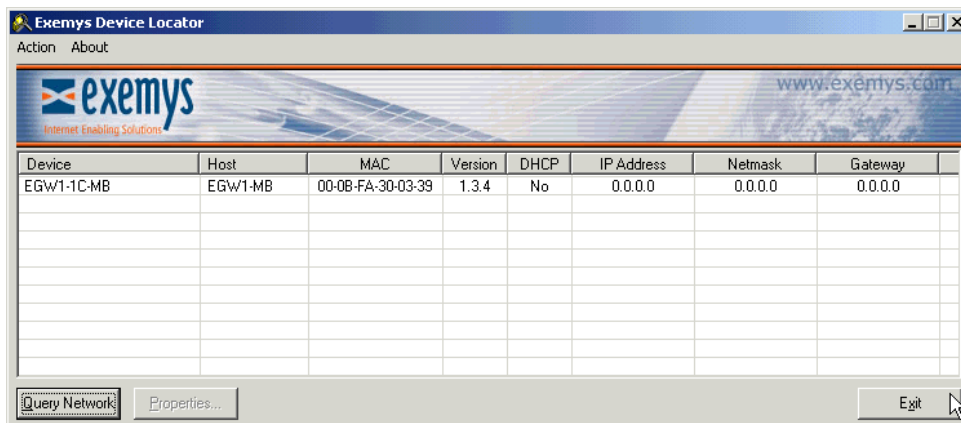 Exemys Device Locator
Action About
exemys
Internet Enabling Solutions
www.exemys.com
Device Host MAC Version DHCP IP Address Netmask Gateway
EGW1-1C-MB EGW1-MB 00-0B-FA-30-03-39 1.3.4 No 0.0.0.0 0.0.0.0 0.0.0.0
Query Network Properties... Exit